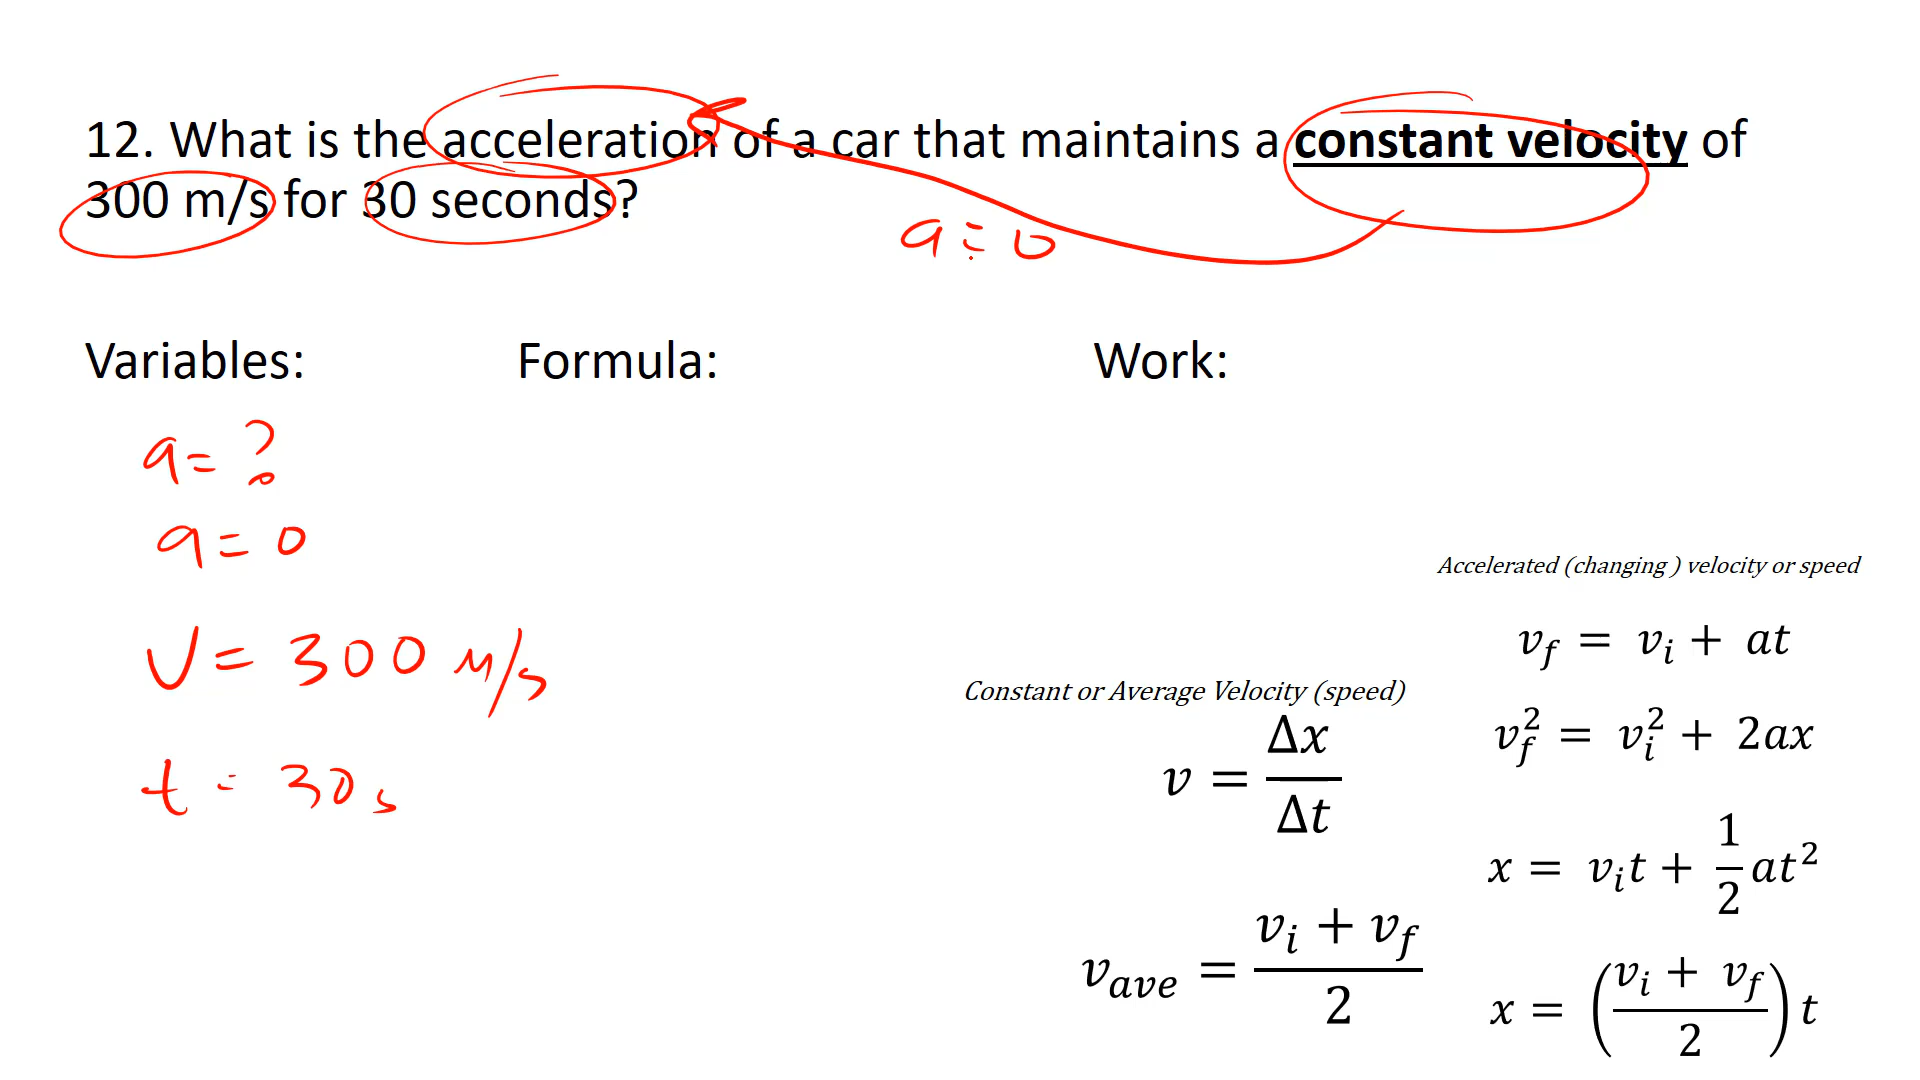 12. What is the acceleration of a car that maintains a constant velocity of
300 m/s for 30 seconds?
a = 0
Variables:
Formula:
Work:
a = ?
a = 0
v = 300 m/s
t = 30 s
Constant or Average Velocity (speed)
v = Δx/Δt
v_ave = (v_i + v_f)/2
Accelerated (changing ) velocity or speed
v_f = v_i + at
v_f^2 = v_i^2 + 2ax
x = v_i t + 1/2 at^2
x = ((v_i + v_f)/2) t